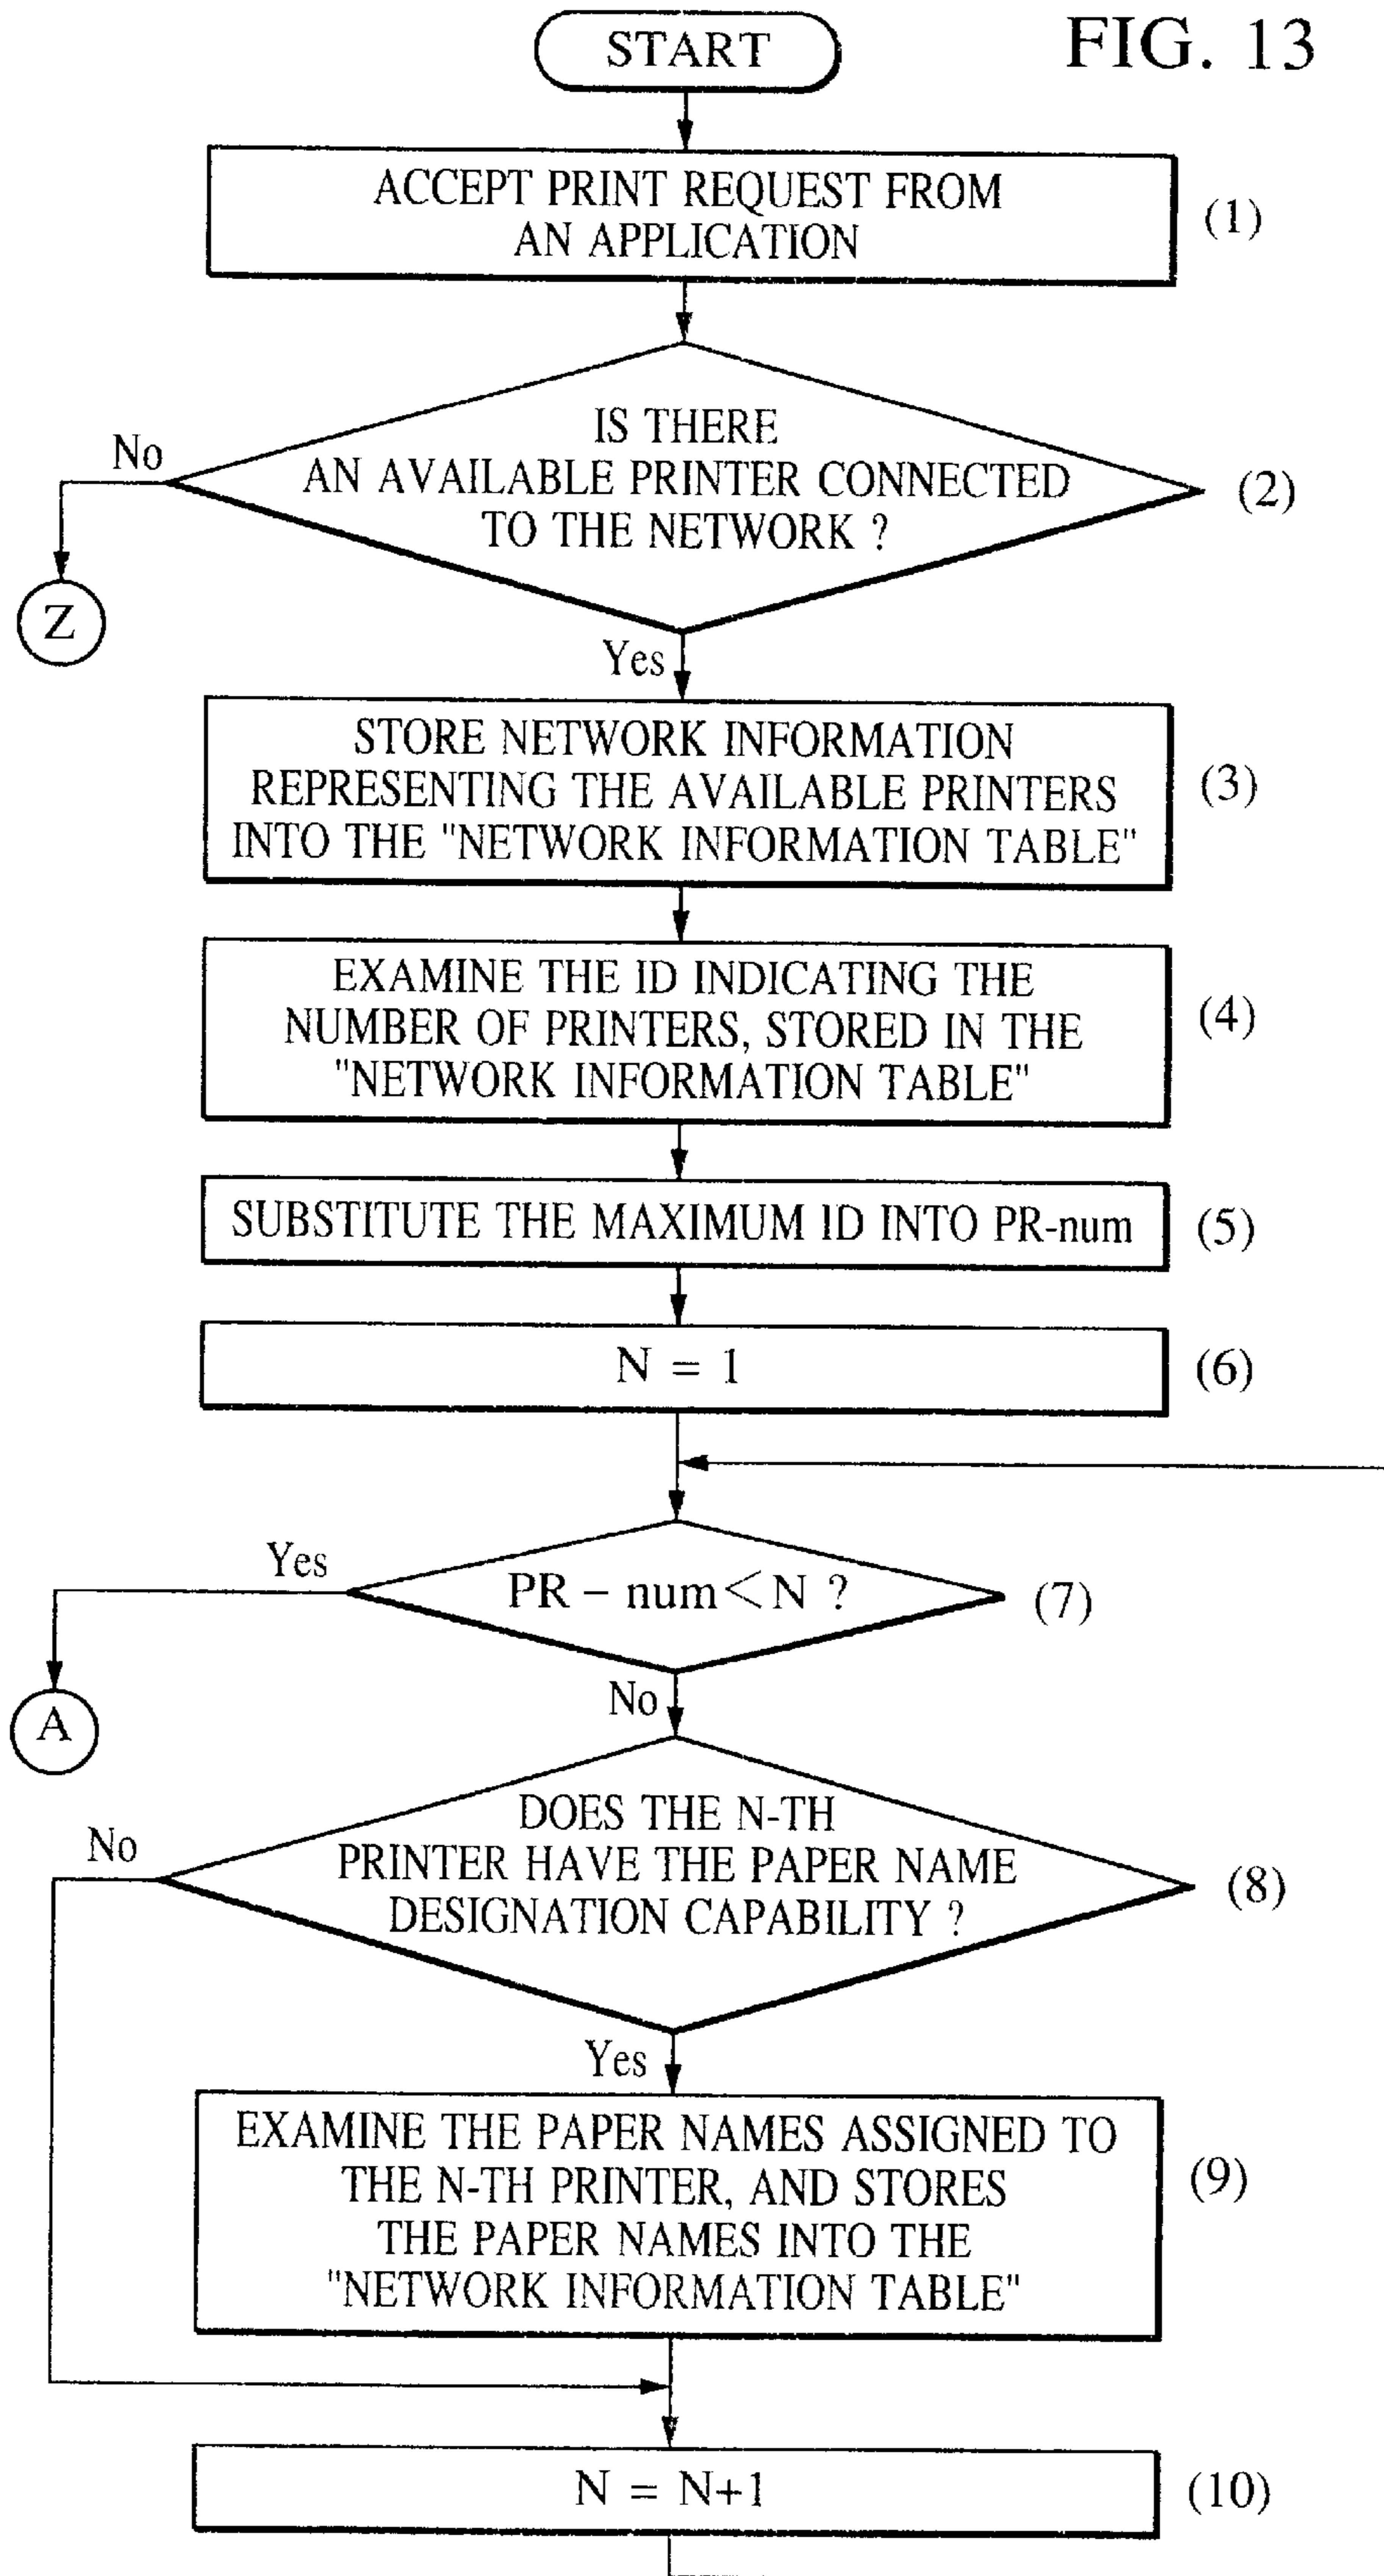 FIG. 13
START
ACCEPT PRINT REQUEST FROM
AN APPLICATION
(1)
IS THERE
AN AVAILABLE PRINTER CONNECTED
TO THE NETWORK ?
(2)
No
Z
Yes
STORE NETWORK INFORMATION
REPRESENTING THE AVAILABLE PRINTERS
INTO THE "NETWORK INFORMATION TABLE"
(3)
EXAMINE THE ID INDICATING THE
NUMBER OF PRINTERS, STORED IN THE
"NETWORK INFORMATION TABLE"
(4)
SUBSTITUTE THE MAXIMUM ID INTO PR-num
(5)
N = 1
(6)
PR – num<N ?
(7)
Yes
A
No
DOES THE N-TH
PRINTER HAVE THE PAPER NAME
DESIGNATION CAPABILITY ?
(8)
No
Yes
EXAMINE THE PAPER NAMES ASSIGNED TO
THE N-TH PRINTER, AND STORES
THE PAPER NAMES INTO THE
"NETWORK INFORMATION TABLE"
(9)
N = N+1
(10)